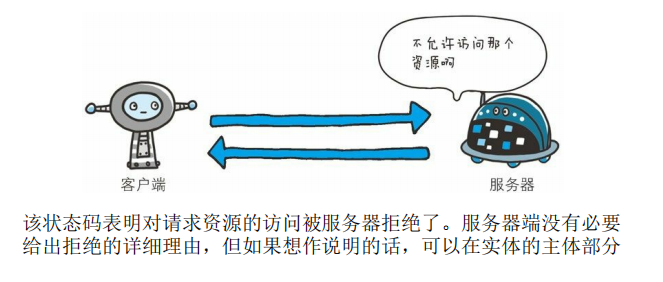 不允许访问那个
资源啊
客户端
服务器
该状态码表明对请求资源的访问被服务器拒绝了。服务器端没有必要
给出拒绝的详细理由，但如果想作说明的话，可以在实体的主体部分